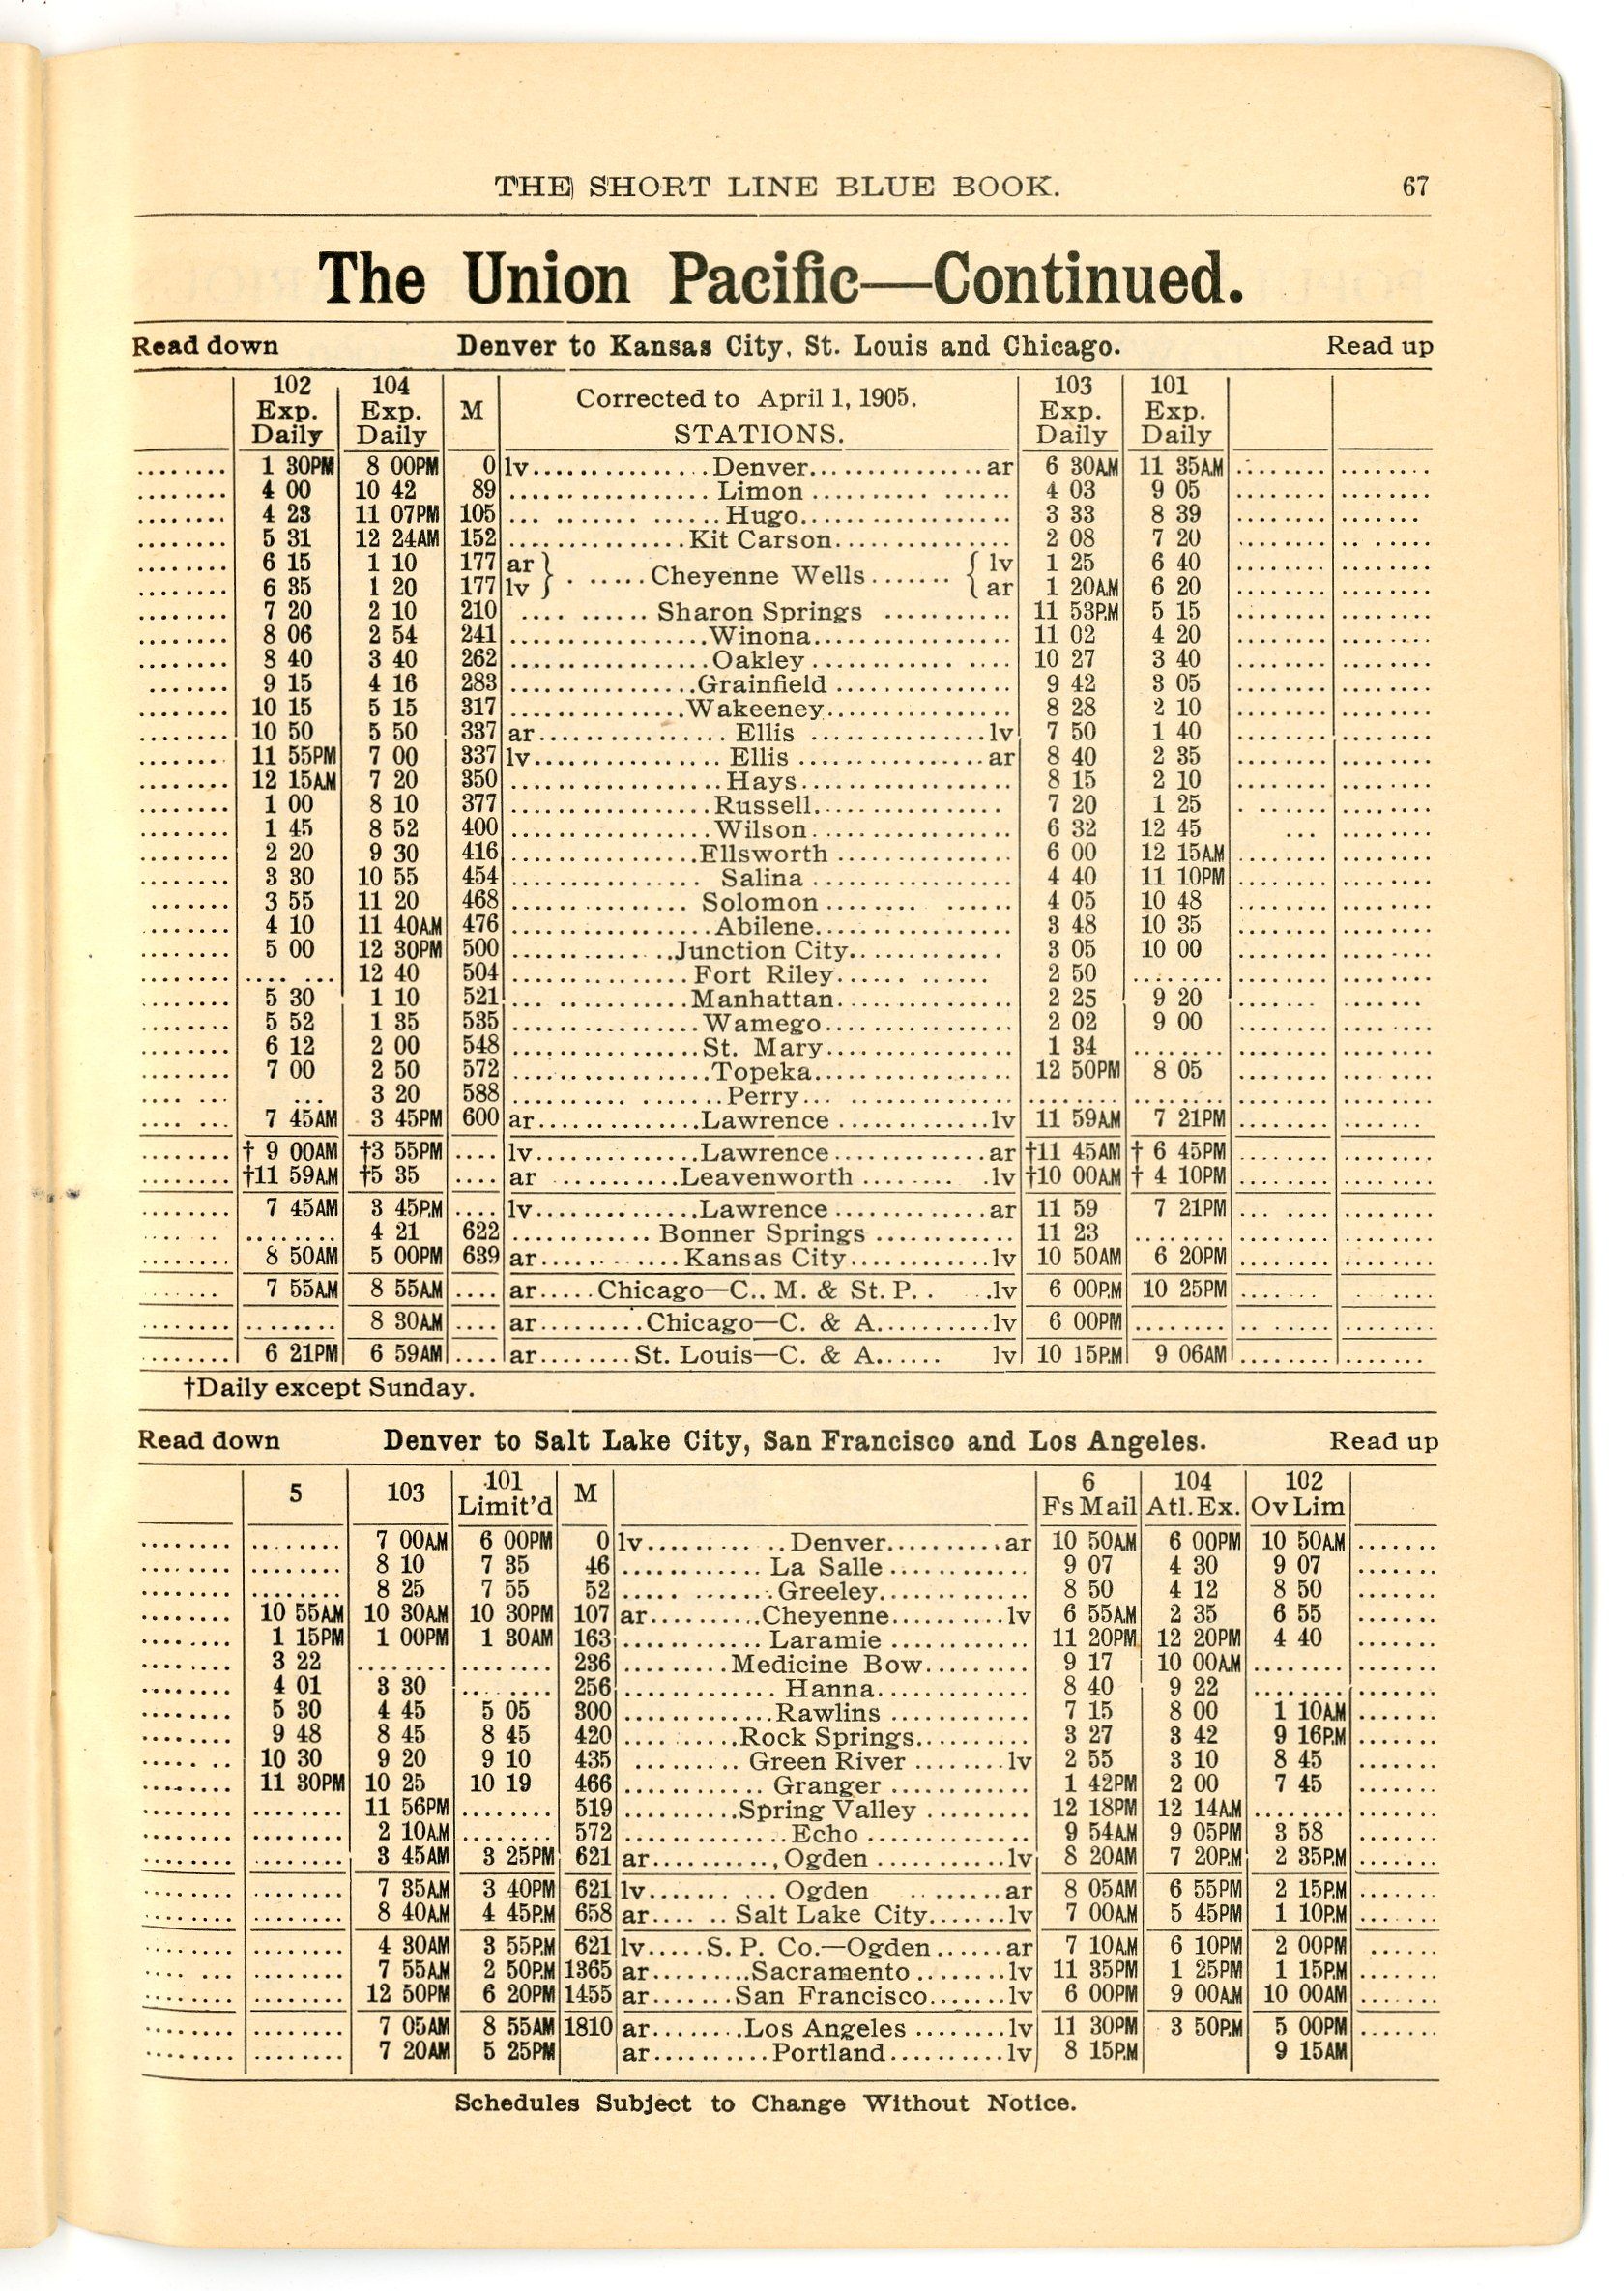 THE SHORT LINE BLUE BOOK. 67
The Union Pacific—Continued.
Read down Denver to Kansas City, St. Louis and Chicago. Read up
102 Exp. Daily 104 Exp. Daily M Corrected to April 1, 1905. STATIONS. 103 Exp. Daily 101 Exp. Daily
1 30PM 8 00PM 0 lv Denver ar 6 30AM 11 35AM
4 00 10 42 89 Limon 4 03 9 05
4 23 11 07PM 105 Hugo 3 33 8 39
5 31 12 24AM 152 Kit Carson 2 08 7 20
6 15 1 10 177 ar } Cheyenne Wells { lv 1 25 6 40
6 35 1 20 177 lv } { ar 1 20AM 6 20
7 20 2 10 210 Sharon Springs 11 53PM 5 15
8 06 2 54 241 Winona 11 02 4 20
8 40 3 40 262 Oakley 10 27 3 40
9 15 4 16 283 Grainfield 9 42 3 05
10 15 5 15 317 Wakeeney 8 28 2 10
10 50 5 50 337 ar Ellis lv 7 50 1 40
11 55PM 7 00 337 lv Ellis ar 8 40 2 35
12 15AM 7 20 350 Hays 8 15 2 10
1 00 8 10 377 Russell 7 20 1 25
1 45 8 52 400 Wilson 6 32 12 45
2 20 9 30 416 Ellsworth 6 00 12 15AM
3 30 10 55 454 Salina 4 40 11 10PM
3 55 11 20 468 Solomon 4 05 10 48
4 10 11 40AM 476 Abilene 3 48 10 35
5 00 12 30PM 500 Junction City 3 05 10 00
12 40 504 Fort Riley 2 50
5 30 1 10 521 Manhattan 2 25 9 20
5 52 1 35 535 Wamego 2 02 9 00
6 12 2 00 548 St. Mary 1 34
7 00 2 50 572 Topeka 12 50PM 8 05
3 20 588 Perry
7 45AM 3 45PM 600 ar Lawrence lv 11 59AM 7 21PM
† 9 00AM †3 55PM lv Lawrence ar †11 45AM † 6 45PM
†11 59AM †5 35 ar Leavenworth lv †10 00AM † 4 10PM
7 45AM 3 45PM lv Lawrence ar 11 59 7 21PM
4 21 622 Bonner Springs 11 23
8 50AM 5 00PM 639 ar Kansas City lv 10 50AM 6 20PM
7 55AM 8 55AM ar Chicago—C.. M. & St. P. lv 6 00PM 10 25PM
8 30AM ar Chicago—C. & A. lv 6 00PM
6 21PM 6 59AM ar St. Louis—C. & A. lv 10 15PM 9 06AM
†Daily except Sunday.
Read down Denver to Salt Lake City, San Francisco and Los Angeles. Read up
5 103 101 Limit'd M 6 Fs Mail 104 Atl. Ex. 102 Ov Lim
7 00AM 6 00PM 0 lv Denver ar 10 50AM 6 00PM 10 50AM
8 10 7 35 46 La Salle 9 07 4 30 9 07
8 25 7 55 52 Greeley 8 50 4 12 8 50
10 55AM 10 30AM 10 30PM 107 ar Cheyenne lv 6 55AM 2 35 6 55
1 15PM 1 00PM 1 30AM 163 Laramie 11 20PM 12 20PM 4 40
3 22 236 Medicine Bow 9 17 10 00AM
4 01 3 30 256 Hanna 8 40 9 22
5 30 4 45 5 05 300 Rawlins 7 15 8 00 1 10AM
9 48 8 45 8 45 420 Rock Springs 3 27 3 42 9 16PM
10 30 9 20 9 10 435 Green River lv 2 55 3 10 8 45
11 30PM 10 25 10 19 466 Granger 1 42PM 2 00 7 45
11 56PM 519 Spring Valley 12 18PM 12 14AM
2 10AM 572 Echo 9 54AM 9 05PM 3 58
3 45AM 3 25PM 621 ar Ogden lv 8 20AM 7 20PM 2 35PM
7 35AM 3 40PM 621 lv Ogden ar 8 05AM 6 55PM 2 15PM
8 40AM 4 45PM 658 ar Salt Lake City lv 7 00AM 5 45PM 1 10PM
4 30AM 3 55PM 621 lv S. P. Co.—Ogden ar 7 10AM 6 10PM 2 00PM
7 55AM 2 50PM 1365 ar Sacramento lv 11 35PM 1 25PM 1 15PM
12 50PM 6 20PM 1455 ar San Francisco lv 6 00PM 9 00AM 10 00AM
7 05AM 8 55AM 1810 ar Los Angeles lv 11 30PM 3 50PM 5 00PM
7 20AM 5 25PM ar Portland lv 8 15PM 9 15AM
Schedules Subject to Change Without Notice.